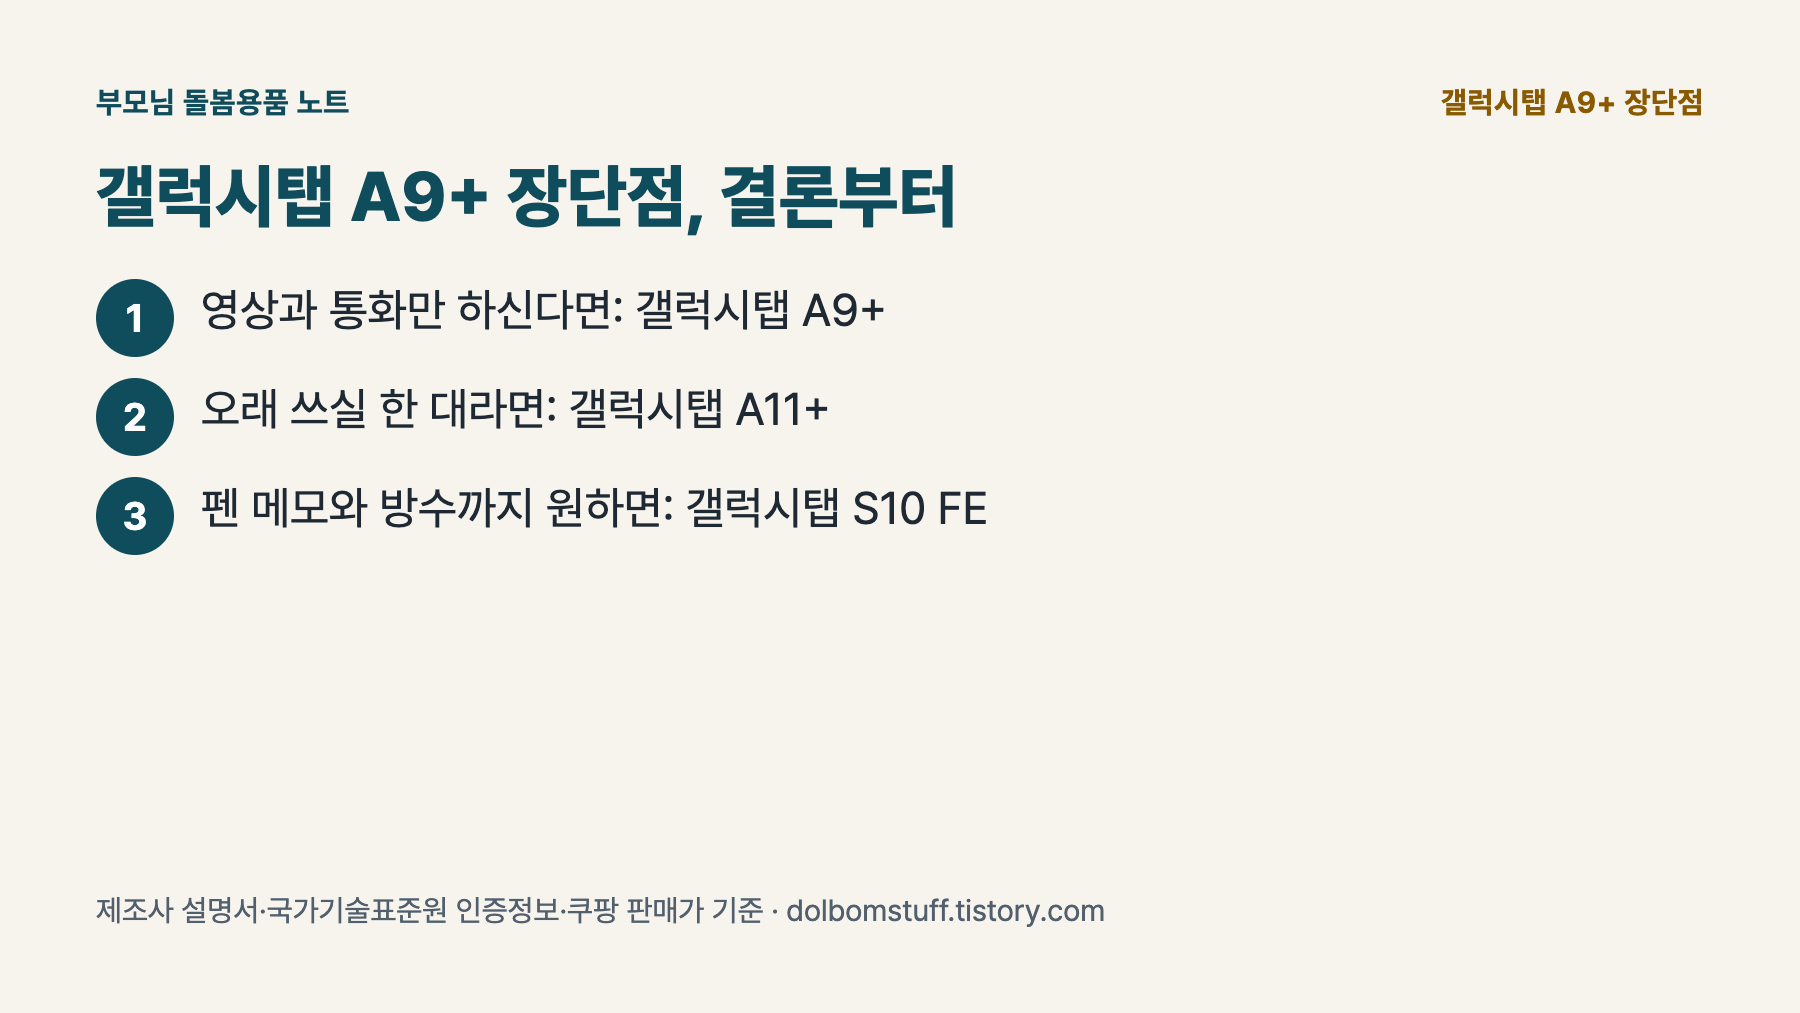 부모님 돌봄용품 노트
갤럭시탭 A9+ 장단점
갤럭시탭 A9+ 장단점, 결론부터
1 영상과 통화만 하신다면: 갤럭시탭 A9+
2 오래 쓰실 한 대라면: 갤럭시탭 A11+
3 펜 메모와 방수까지 원하면: 갤럭시탭 S10 FE
제조사 설명서·국가기술표준원 인증정보·쿠팡 판매가 기준 · dolbomstuff.tistory.com